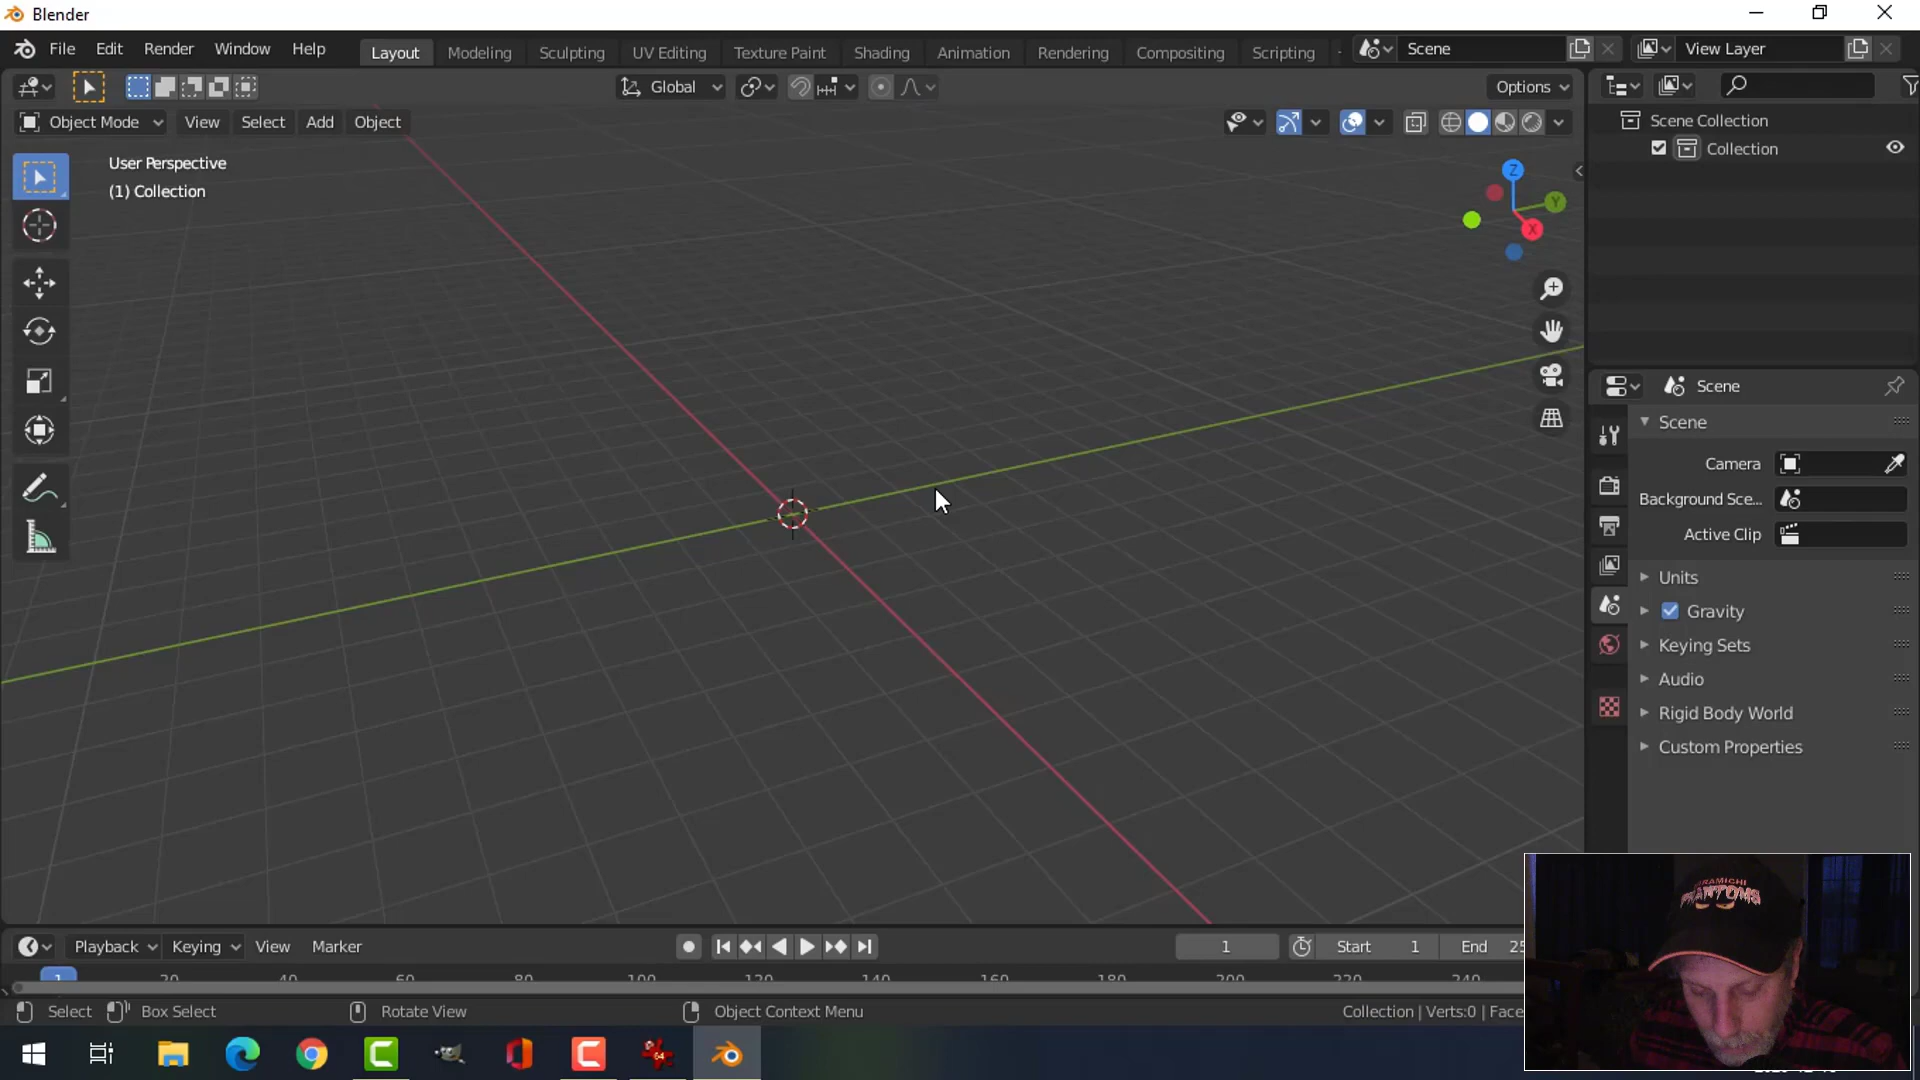 Blender
File Edit Render Window Help Layout Modeling Sculpting UV Editing Texture Paint Shading Animation Rendering Compositing Scripting Scene View Layer
Global Options
Object Mode View Select Add Object
User Perspective
(1) Collection
Z
Y
X
Scene Collection
Collection
Scene
Scene
Camera
Background Sce...
Active Clip
Units
Gravity
Keying Sets
Audio
Rigid Body World
Custom Properties
Playback Keying View Marker 1 Start 1 End 25
1 20 40 60 80 100 120 140 160 180 200 220 240
Select Box Select Rotate View Object Context Menu Collection | Verts:0 | Face
PHANTOMS